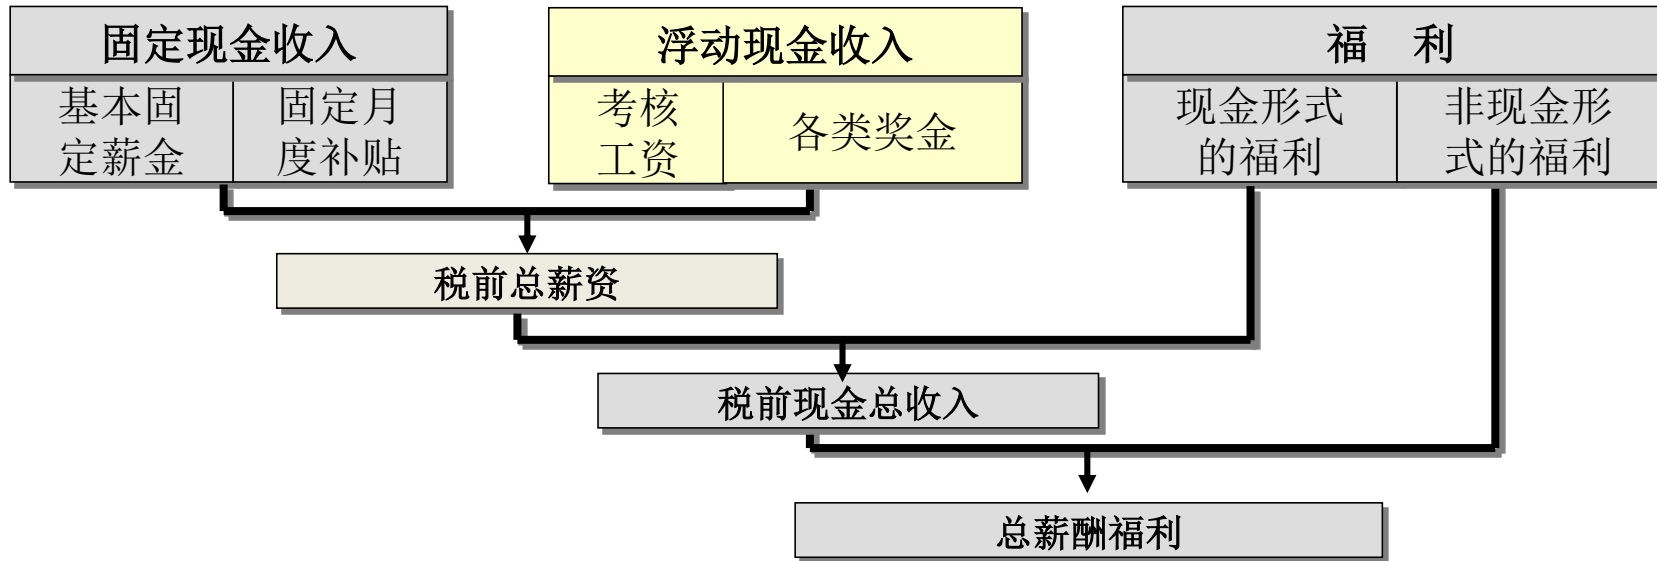 固定现金收入
基本固
定薪金
固定月
度补贴
浮动现金收入
考核
工资
各类奖金
福 利
现金形式
的福利
非现金形
式的福利
税前总薪资
税前现金总收入
总薪酬福利